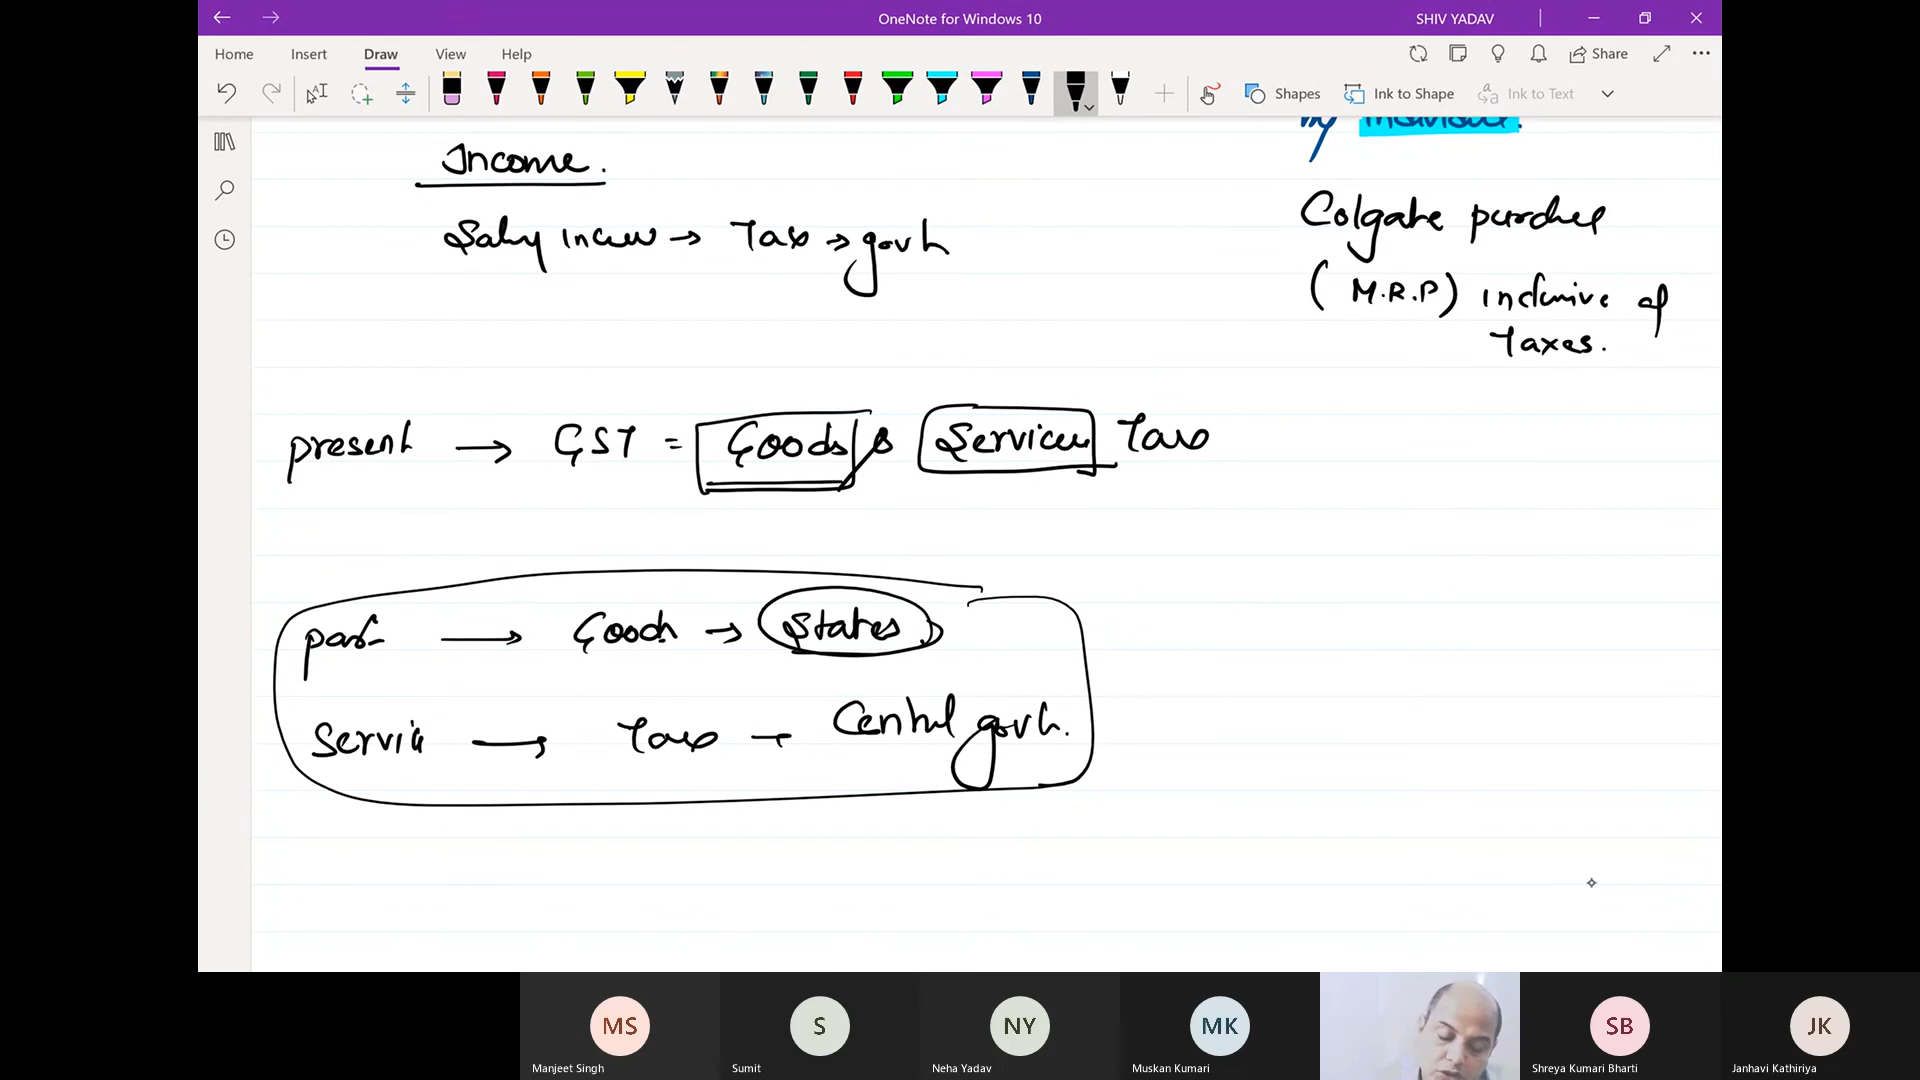 OneNote for Windows 10
SHIV YADAV
Home Insert Draw View Help
Share
Shapes
Ink to Shape
Ink to Text
Income.
Salary income → Tax → govt
by individual.
Colgate purchase
(M.R.P) inclusive of
Taxes.
present → GST = Goods & Services Tax
past → Goods → States
Service → Tax → Central govt.
MS
S
NY
MK
SB
JK
Manjeet Singh
Sumit
Neha Yadav
Muskan Kumari
Shreya Kumari Bharti
Janhavi Kathiriya